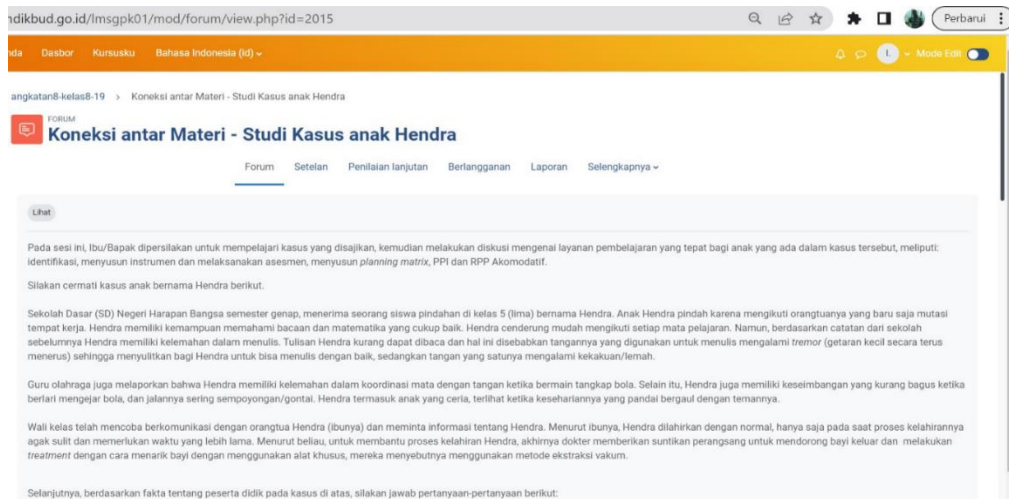 ndikbud.go.id/lmsgpk01/mod/forum/view.php?id=2015
Perbarui
nda Dasbor Kursusku Bahasa Indonesia (id)
L Mode Edit
angkatan8-kelas8-19 > Koneksi antar Materi - Studi Kasus anak Hendra
FORUM
Koneksi antar Materi - Studi Kasus anak Hendra
Forum Setelan Penilaian lanjutan Berlangganan Laporan Selengkapnya
Lihat
Pada sesi ini, Ibu/Bapak dipersilakan untuk mempelajari kasus yang disajikan, kemudian melakukan diskusi mengenai layanan pembelajaran yang tepat bagi anak yang ada dalam kasus tersebut, meliputi:
identifikasi, menyusun instrumen dan melaksanakan asesmen, menyusun planning matrix, PPI dan RPP Akomodatif.
Silakan cermati kasus anak bernama Hendra berikut.
Sekolah Dasar (SD) Negeri Harapan Bangsa semester genap, menerima seorang siswa pindahan di kelas 5 (lima) bernama Hendra. Anak Hendra pindah karena mengikuti orangtuanya yang baru saja mutasi
tempat kerja. Hendra memiliki kemampuan memahami bacaan dan matematika yang cukup baik. Hendra cenderung mudah mengikuti setiap mata pelajaran. Namun, berdasarkan catatan dari sekolah
sebelumnya Hendra memiliki kelemahan dalam menulis. Tulisan Hendra kurang dapat dibaca dan hal ini disebabkan tangannya yang digunakan untuk menulis mengalami tremor (getaran kecil secara terus
menerus) sehingga menyulitkan bagi Hendra untuk bisa menulis dengan baik, sedangkan tangan yang satunya mengalami kekakuan/lemah.
Guru olahraga juga melaporkan bahwa Hendra memiliki kelemahan dalam koordinasi mata dengan tangan ketika bermain tangkap bola. Selain itu, Hendra juga memiliki keseimbangan yang kurang bagus ketika
berlari mengejar bola, dan jalannya sering sempoyongan/gontai. Hendra termasuk anak yang ceria, terlihat ketika kesehariannya yang pandai bergaul dengan temannya.
Wali kelas telah mencoba berkomunikasi dengan orangtua Hendra (ibunya) dan meminta informasi tentang Hendra. Menurut ibunya, Hendra dilahirkan dengan normal, hanya saja pada saat proses kelahirannya
agak sulit dan memerlukan waktu yang lebih lama. Menurut beliau, untuk membantu proses kelahiran Hendra, akhirnya dokter memberikan suntikan perangsang untuk mendorong bayi keluar dan melakukan
treatment dengan cara menarik bayi dengan menggunakan alat khusus, mereka menyebutnya menggunakan metode ekstraksi vakum.
Selanjutnya, berdasarkan fakta tentang peserta didik pada kasus di atas, silakan jawab pertanyaan-pertanyaan berikut: